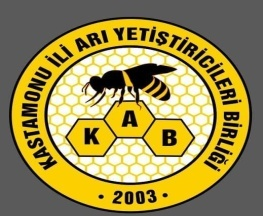 KASTAMONU İLİ ARI YETİŞTİRİCİLERİ BİRLİĞİ
K A B
• 2003 •